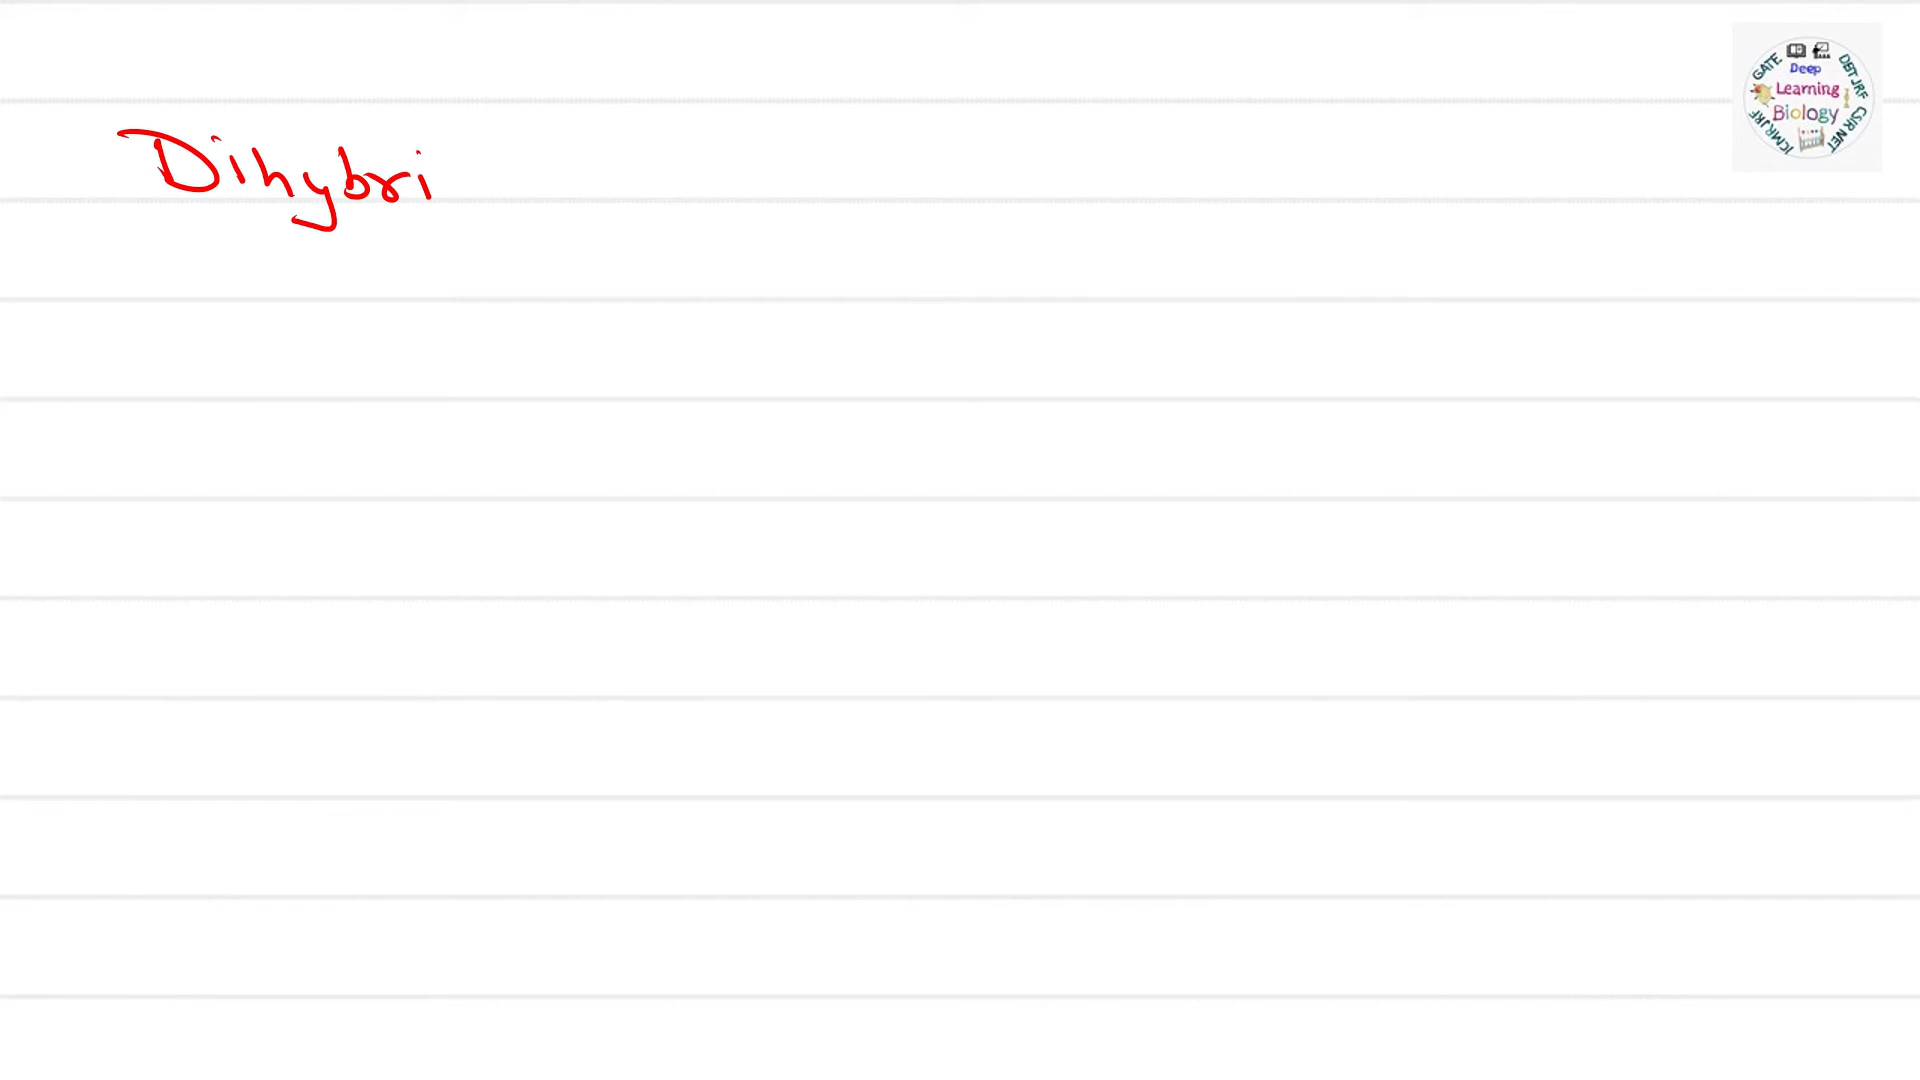 Dihybri
GATE
DBT JRF
CSIR NET
ICMR JRF
Deep
Learning
Biology